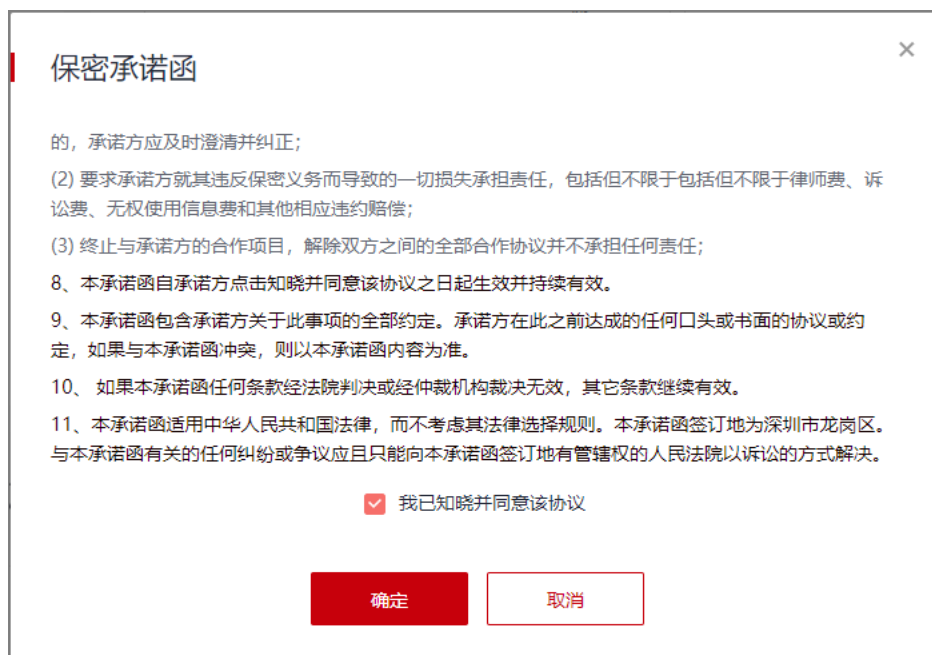 保密承诺函
的，承诺方应及时澄清并纠正；
(2) 要求承诺方就其违反保密义务而导致的一切损失承担责任，包括但不限于包括但不限于律师费、诉
讼费、无权使用信息费和其他相应违约赔偿；
(3) 终止与承诺方的合作项目，解除双方之间的全部合作协议并不承担任何责任；
8、本承诺函自承诺方点击知晓并同意该协议之日起生效并持续有效。
9、本承诺函包含承诺方关于此事项的全部约定。承诺方在此之前达成的任何口头或书面的协议或约
定，如果与本承诺函冲突，则以本承诺函内容为准。
10、 如果本承诺函任何条款经法院判决或经仲裁机构裁决无效，其它条款继续有效。
11、本承诺函适用中华人民共和国法律，而不考虑其法律选择规则。本承诺函签订地为深圳市龙岗区。
与本承诺函有关的任何纠纷或争议应且只能向本承诺函签订地有管辖权的人民法院以诉讼的方式解决。
我已知晓并同意该协议
确定
取消